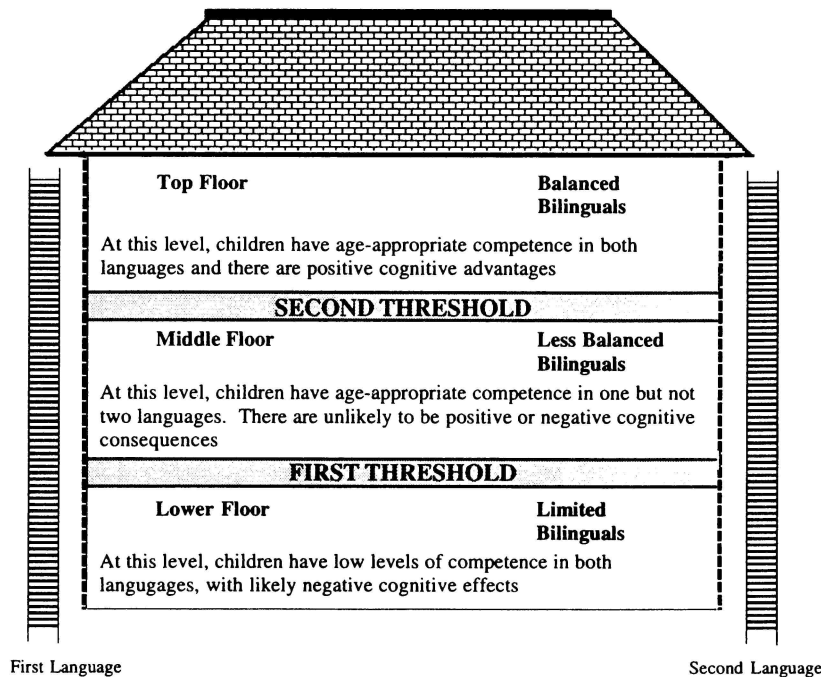 Top Floor Balanced
Bilinguals
At this level, children have age-appropriate competence in both
languages and there are positive cognitive advantages
SECOND THRESHOLD
Middle Floor Less Balanced
Bilinguals
At this level, children have age-appropriate competence in one but not
two languages. There are unlikely to be positive or negative cognitive
consequences
FIRST THRESHOLD
Lower Floor Limited
Bilinguals
At this level, children have low levels of competence in both
langugages, with likely negative cognitive effects
First Language Second Language